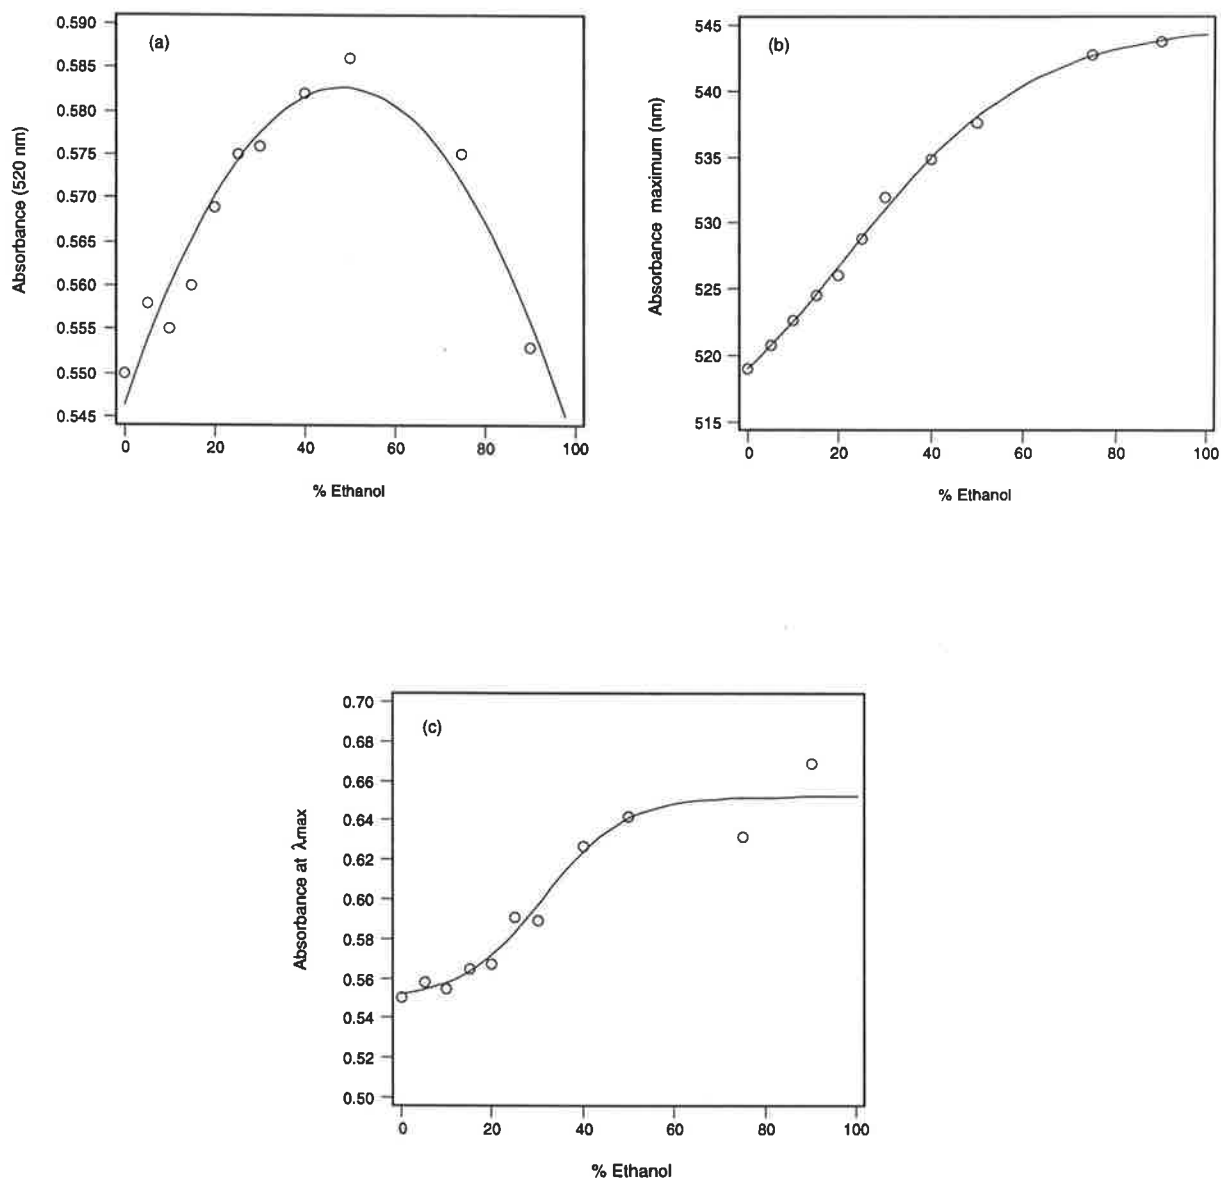 (a)
0.590
0.585
0.580
0.575
0.570
0.565
0.560
0.555
0.550
0.545
Absorbance (520 nm)
0 20 40 60 80 100
% Ethanol
(b)
545
540
535
530
525
520
515
Absorbance maximum (nm)
0 20 40 60 80 100
% Ethanol
(c)
0.70
0.68
0.66
0.64
0.62
0.60
0.58
0.56
0.54
0.52
0.50
Absorbance at λmax
0 20 40 60 80 100
% Ethanol